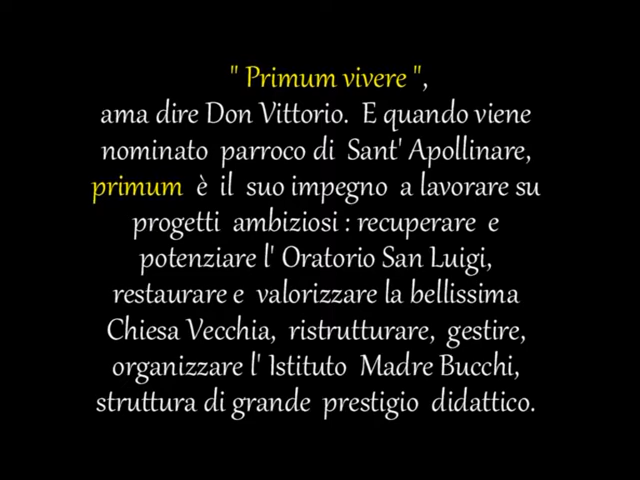 " Primum vivere ",
ama dire Don Vittorio. E quando viene
nominato parroco di Sant' Apollinare,
primum è il suo impegno a lavorare su
progetti ambiziosi : recuperare e
potenziare l' Oratorio San Luigi,
restaurare e valorizzare la bellissima
Chiesa Vecchia, ristrutturare, gestire,
organizzare l' Istituto Madre Bucchi,
struttura di grande prestigio didattico.